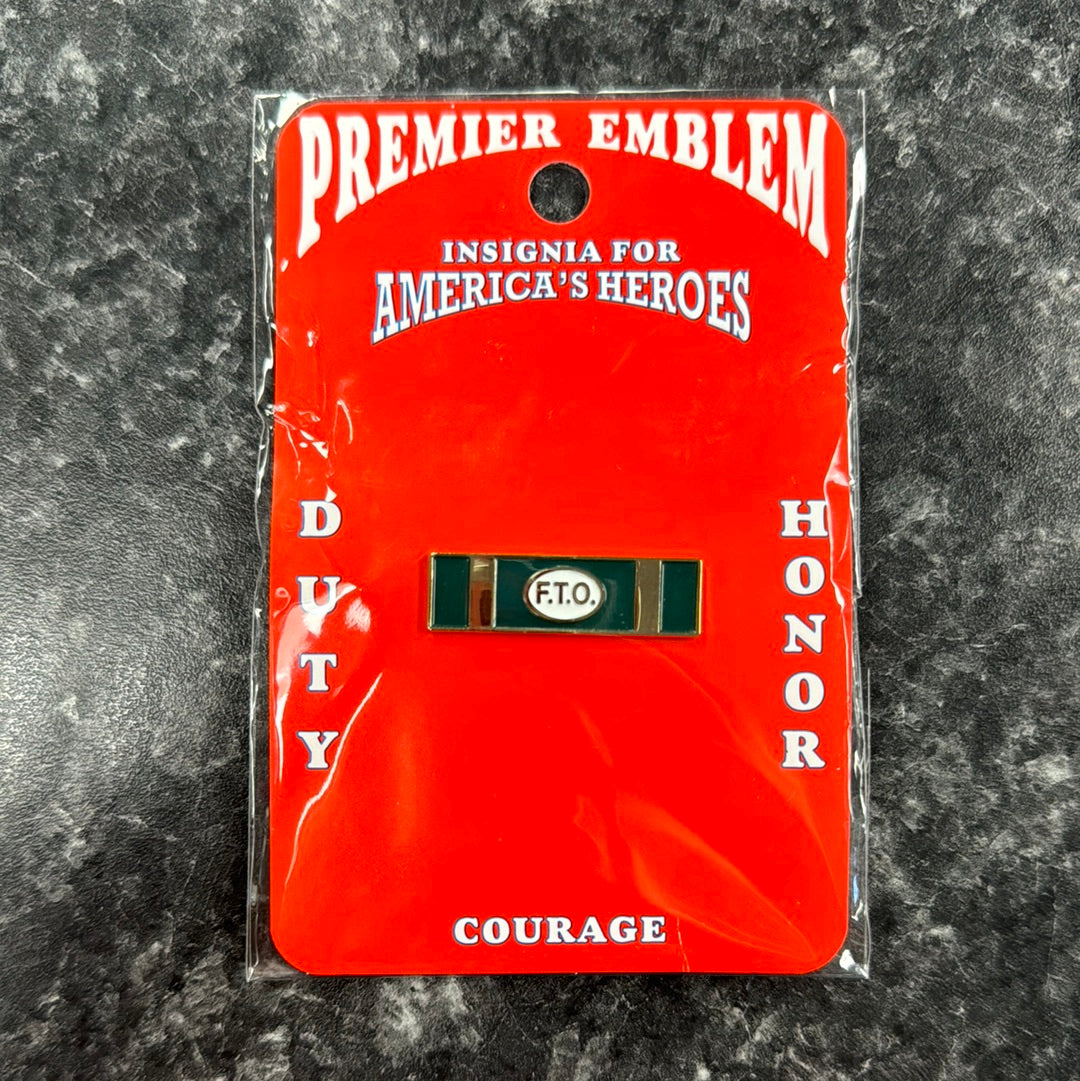 PREMIER EMBLEM
INSIGNIA FOR
AMERICA'S HEROES
DUTY
HONOR
F.T.O.
COURAGE